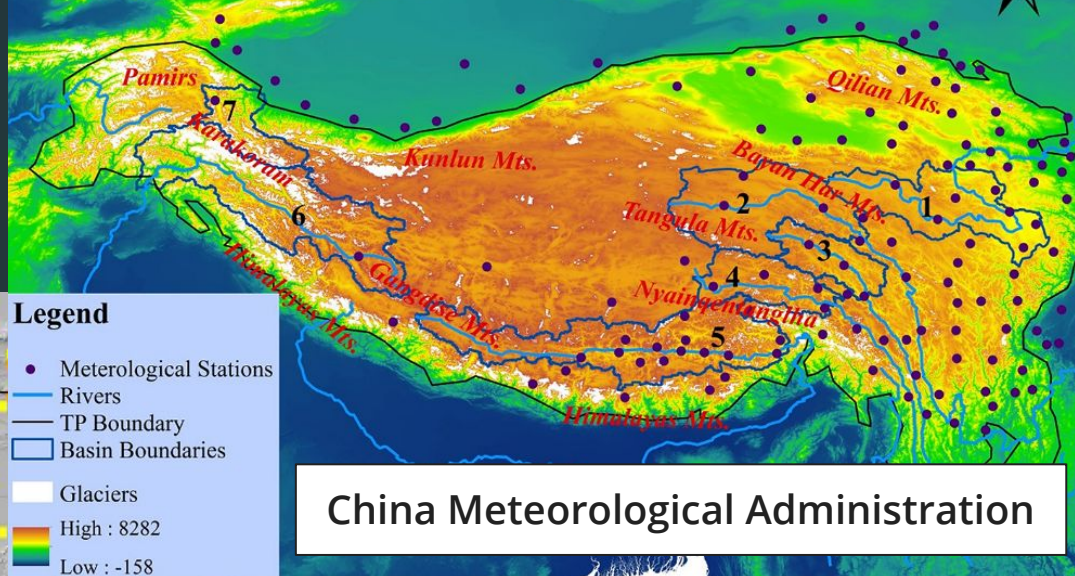 Pamirs
7
Karakoram
Kunlun Mts.
Qilian Mts.
Bayan Har Mts.
1
2
Tangula Mts.
3
6
4
Himalayas Mts.
Gangdise Mts.
Nyainqentanglha
5
Himalayas Mts.
Legend
Meterological Stations
Rivers
TP Boundary
Basin Boundaries
Glaciers
High : 8282
Low : -158
China Meteorological Administration